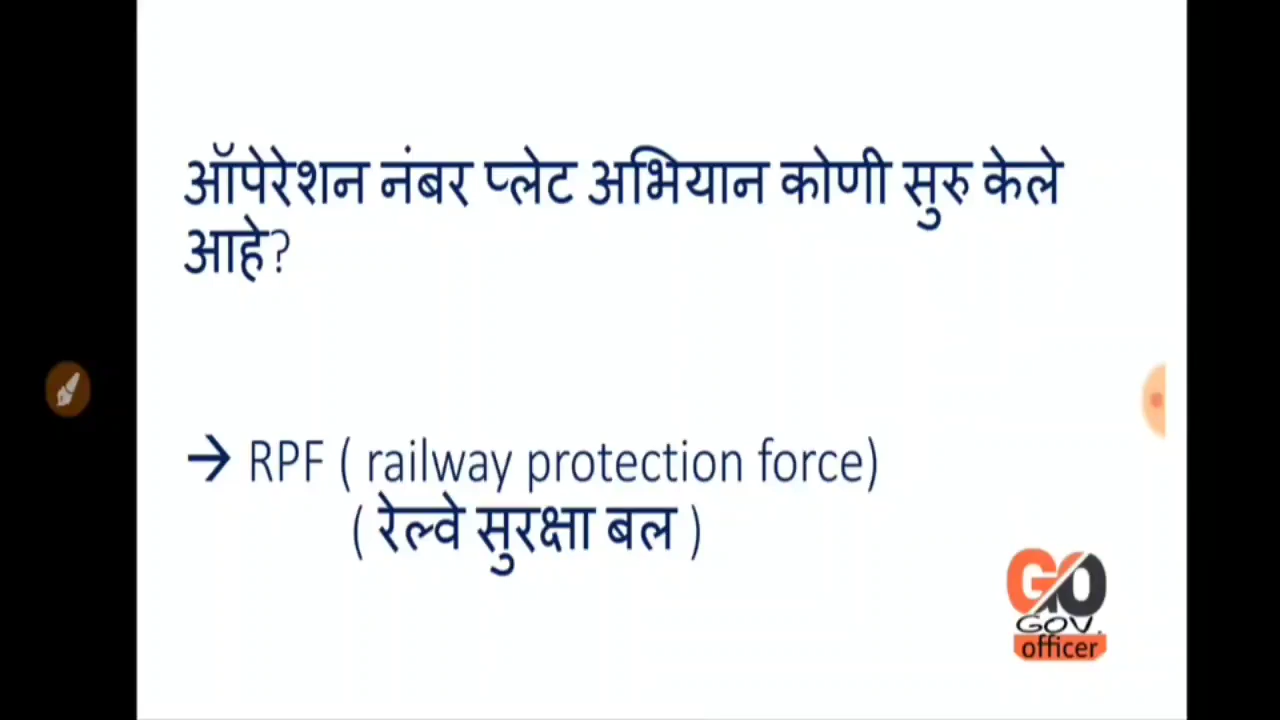 ऑपेरेशन नंबर प्लेट अभियान कोणी सुरु केले
आहे?
→ RPF ( railway protection force)
( रेल्वे सुरक्षा बल )
GO
GOV.
officer